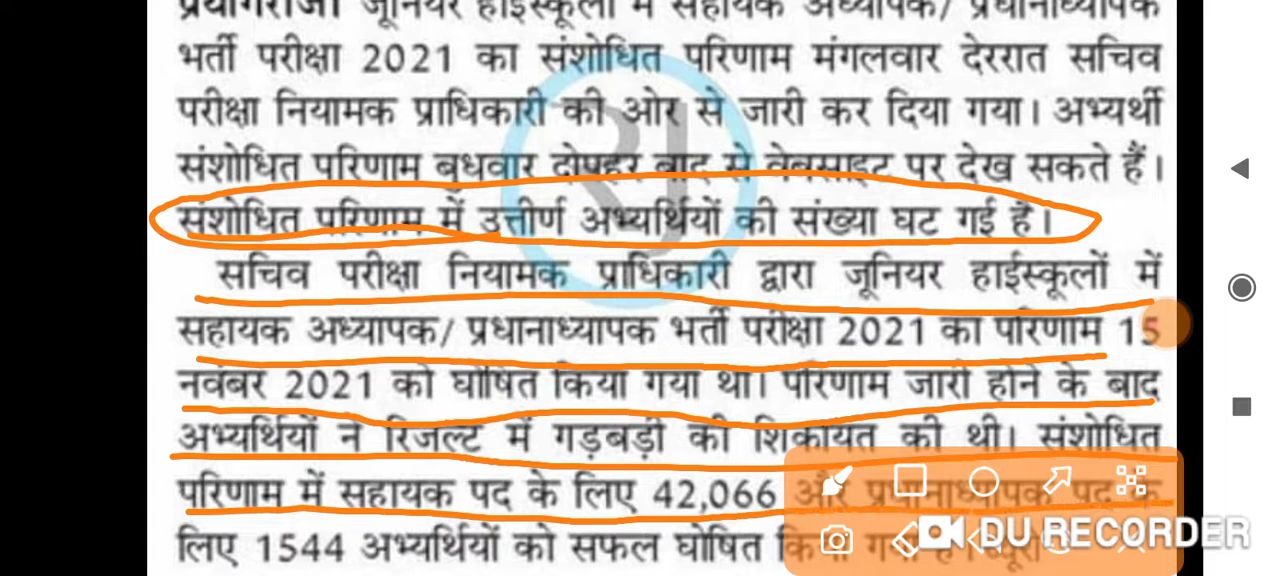 प्रयागराज। जूनियर हाईस्कूलों में सहायक अध्यापक/ प्रधानाध्यापक
भर्ती परीक्षा 2021 का संशोधित परिणाम मंगलवार देररात सचिव
परीक्षा नियामक प्राधिकारी की ओर से जारी कर दिया गया। अभ्यर्थी
संशोधित परिणाम बुधवार दोपहर बाद से वेबसाइट पर देख सकते हैं।
संशोधित परिणाम में उत्तीर्ण अभ्यर्थियों की संख्या घट गई है।
सचिव परीक्षा नियामक प्राधिकारी द्वारा जूनियर हाईस्कूलों में
सहायक अध्यापक/ प्रधानाध्यापक भर्ती परीक्षा 2021 का परिणाम 15
नवंबर 2021 को घोषित किया गया था। परिणाम जारी होने के बाद
अभ्यर्थियों ने रिजल्ट में गड़बड़ी की शिकायत की थी। संशोधित
परिणाम में सहायक पद के लिए 42,066 और प्रधानाध्यापक पद के
लिए 1544 अभ्यर्थियों को सफल घोषित किया गया है।
DU RECORDER